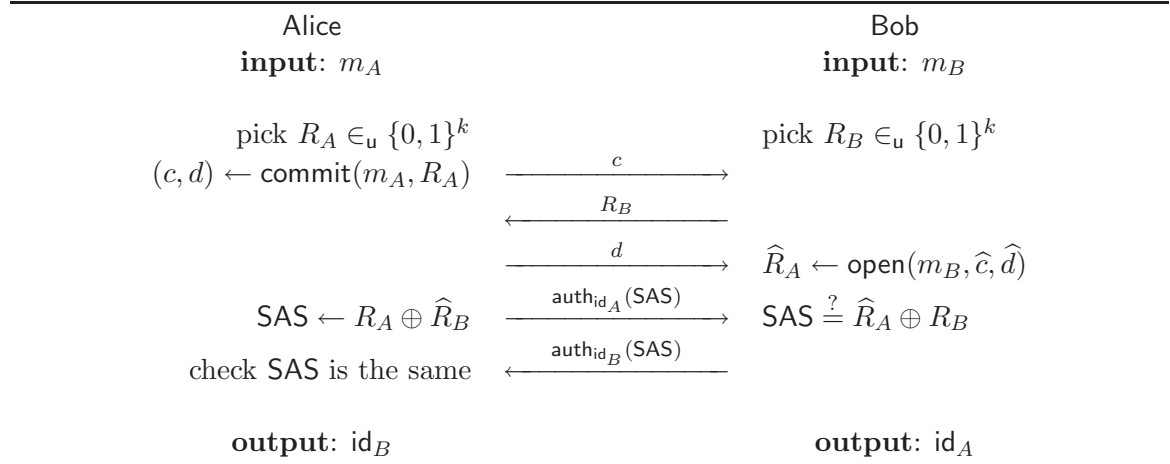 Alice Bob
input: m_A input: m_B
pick R_A ∈_u {0, 1}^k pick R_B ∈_u {0, 1}^k
(c, d) ← commit(m_A, R_A) c
R_B
d R̂_A ← open(m_B, ĉ, d̂)
SAS ← R_A ⊕ R̂_B auth_{id_A}(SAS) SAS ≟ R̂_A ⊕ R_B
check SAS is the same auth_{id_B}(SAS)
output: id_B output: id_A